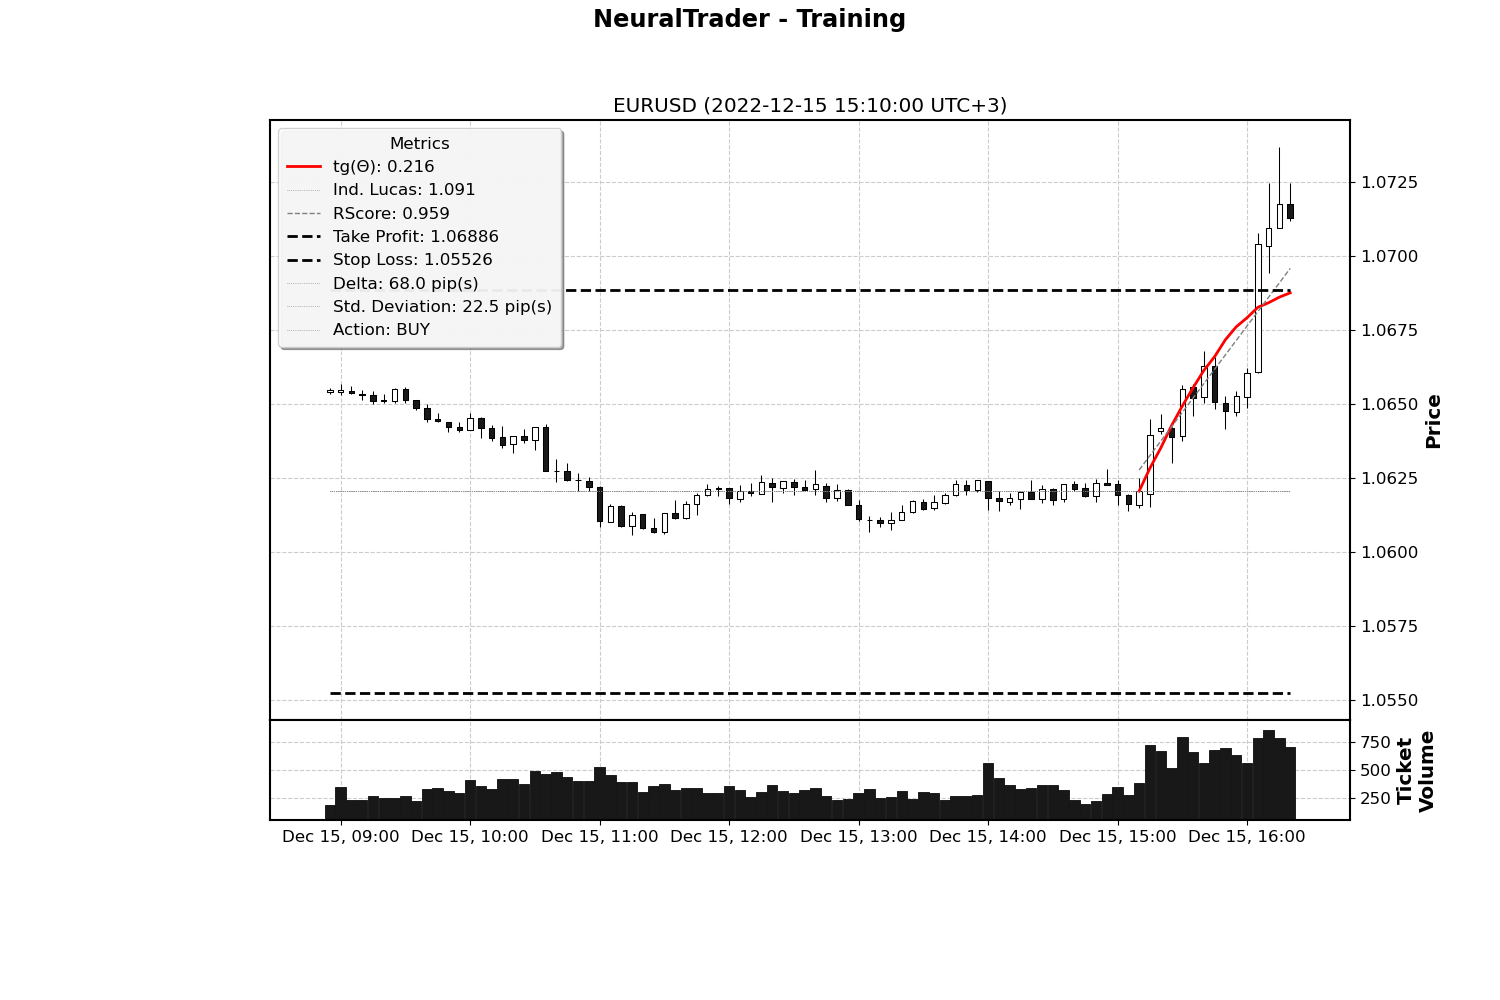 NeuralTrader - Training
EURUSD (2022-12-15 15:10:00 UTC+3)
Metrics
tg(Θ): 0.216
Ind. Lucas: 1.091
RScore: 0.959
Take Profit: 1.06886
Stop Loss: 1.05526
Delta: 68.0 pip(s)
Std. Deviation: 22.5 pip(s)
Action: BUY
1.0725
1.0700
1.0675
1.0650
1.0625
1.0600
1.0575
1.0550
Price
750
500
250
Ticket
Volume
Dec 15, 09:00 Dec 15, 10:00 Dec 15, 11:00 Dec 15, 12:00 Dec 15, 13:00 Dec 15, 14:00 Dec 15, 15:00 Dec 15, 16:00